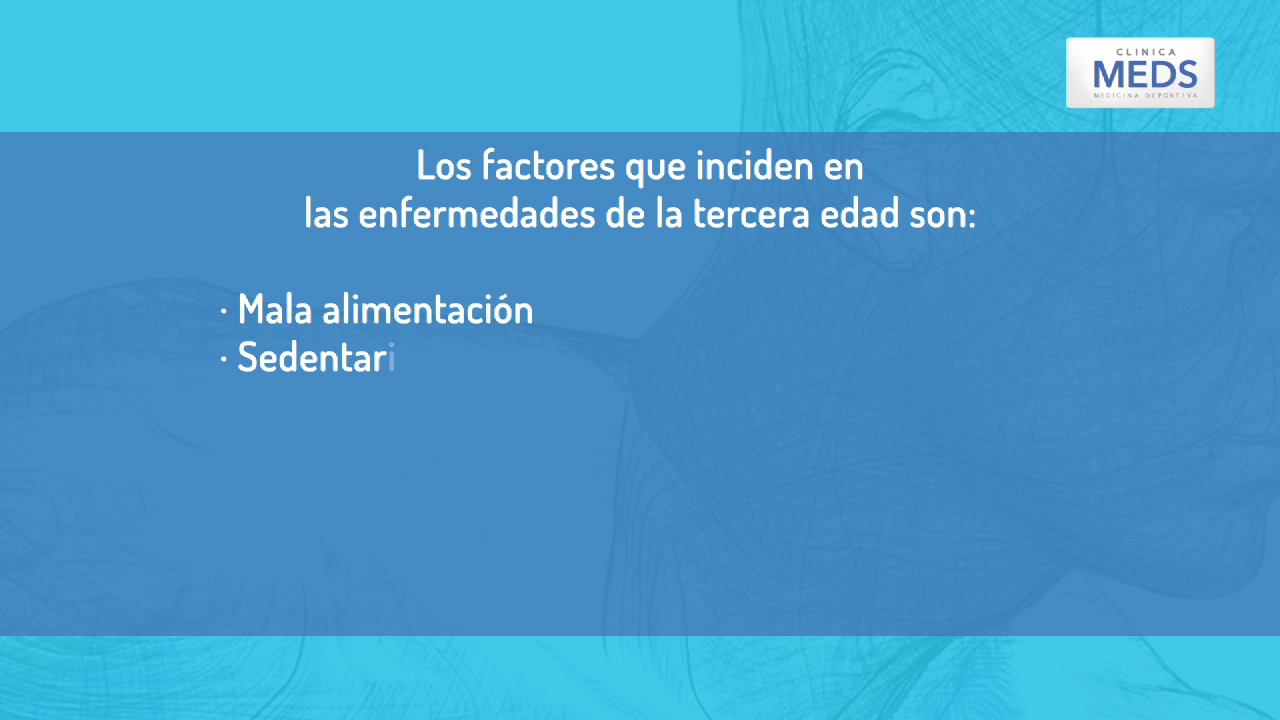 CLINICA
MEDS
MEDICINA DEPORTIVA
Los factores que inciden en
las enfermedades de la tercera edad son:
· Mala alimentación
· Sedentari